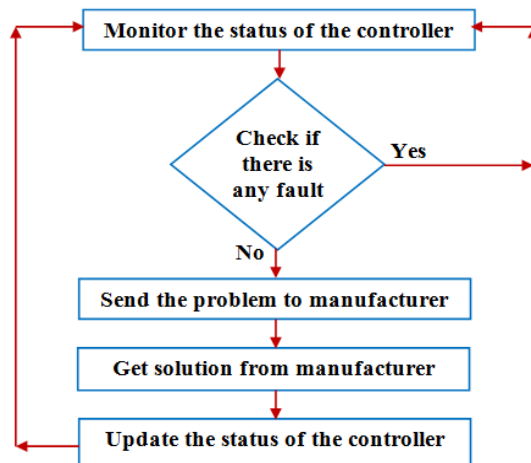 Monitor the status of the controller
Check if
there is
any fault
Yes
No
Send the problem to manufacturer
Get solution from manufacturer
Update the status of the controller